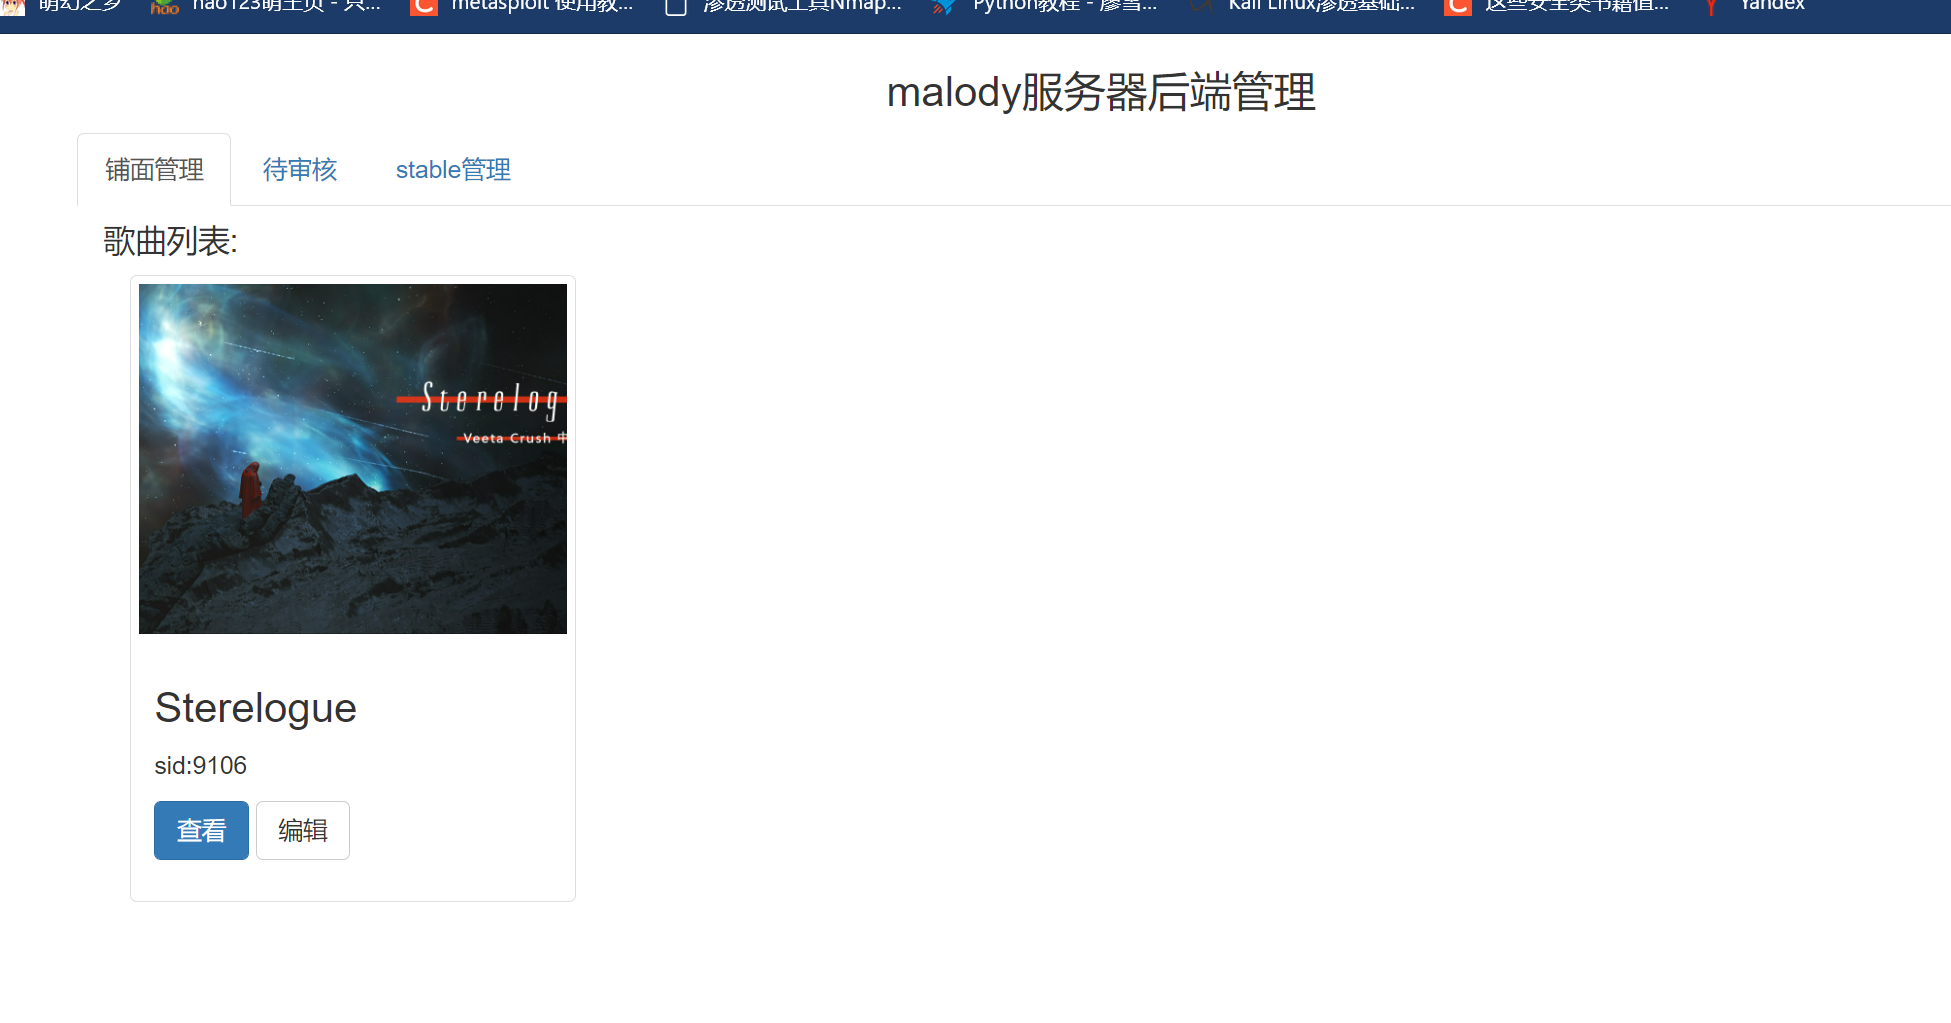 萌幻之乡 hao123萌主页 - 只... metasploit 使用教... 渗透测试工具Nmap... Python教程 - 廖雪... Kali Linux渗透基础... 这些安全类书籍值... Yandex
malody服务器后端管理
铺面管理 待审核 stable管理
歌曲列表:
Sterelog
Veeta Crush 中
Sterelogue
sid:9106
查看 编辑